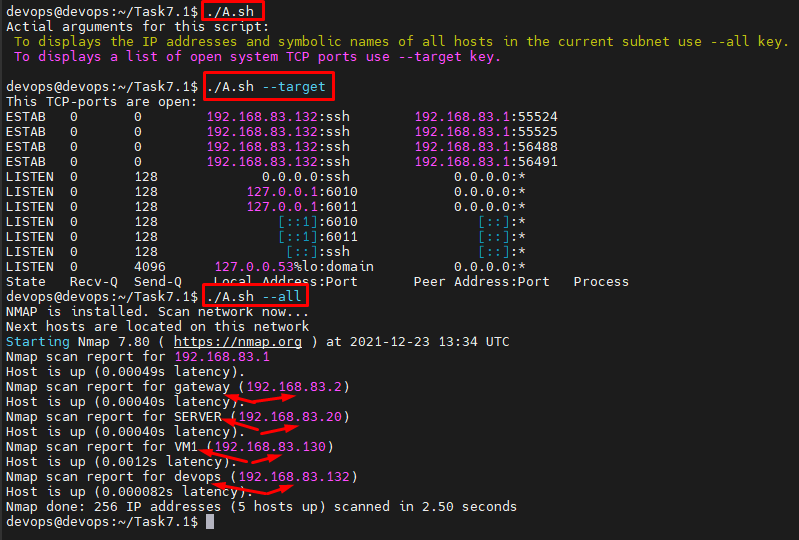 devops@devops:~/Task7.1$ ./A.sh
Actial arguments for this script:
 To displays the IP addresses and symbolic names of all hosts in the current subnet use --all key.
 To displays a list of open system TCP ports use --target key.
devops@devops:~/Task7.1$ ./A.sh --target
This TCP-ports are open:
ESTAB   0       0       192.168.83.132:ssh       192.168.83.1:55524
ESTAB   0       0       192.168.83.132:ssh       192.168.83.1:55525
ESTAB   0       0       192.168.83.132:ssh       192.168.83.1:56488
ESTAB   0       0       192.168.83.132:ssh       192.168.83.1:56491
LISTEN  0       128     0.0.0.0:ssh       0.0.0.0:*
LISTEN  0       128     127.0.0.1:6010       0.0.0.0:*
LISTEN  0       128     127.0.0.1:6011       0.0.0.0:*
LISTEN  0       128     [::1]:6010       [::]:*
LISTEN  0       128     [::1]:6011       [::]:*
LISTEN  0       128     [::]:ssh       [::]:*
LISTEN  0       4096    127.0.0.53%lo:domain       0.0.0.0:*
State   Recv-Q  Send-Q    Local Address:Port       Peer Address:Port   Process
devops@devops:~/Task7.1$ ./A.sh --all
NMAP is installed. Scan network now...
Next hosts are located on this network
Starting Nmap 7.80 ( https://nmap.org ) at 2021-12-23 13:34 UTC
Nmap scan report for 192.168.83.1
Host is up (0.00049s latency).
Nmap scan report for gateway (192.168.83.2)
Host is up (0.00040s latency).
Nmap scan report for SERVER (192.168.83.20)
Host is up (0.00040s latency).
Nmap scan report for VM1 (192.168.83.130)
Host is up (0.0012s latency).
Nmap scan report for devops (192.168.83.132)
Host is up (0.000082s latency).
Nmap done: 256 IP addresses (5 hosts up) scanned in 2.50 seconds
devops@devops:~/Task7.1$